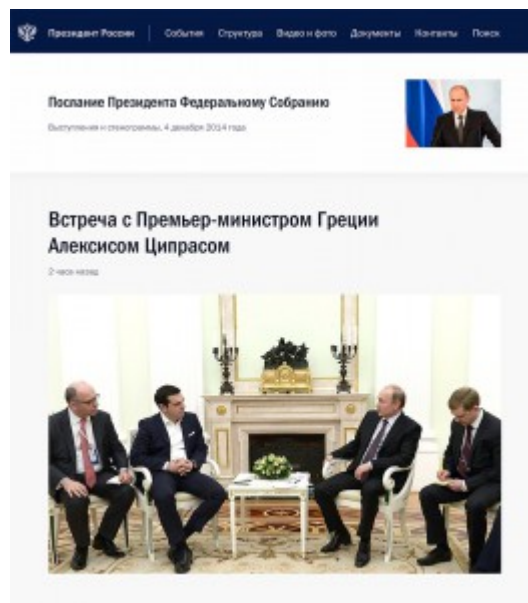 Президент России
События Структура Видео и фото Документы Контакты Поиск
Послание Президента Федеральному Собранию
Выступления и стенограммы, 4 декабря 2014 года
Встреча с Премьер-министром Греции
Алексисом Ципрасом
2 часа назад